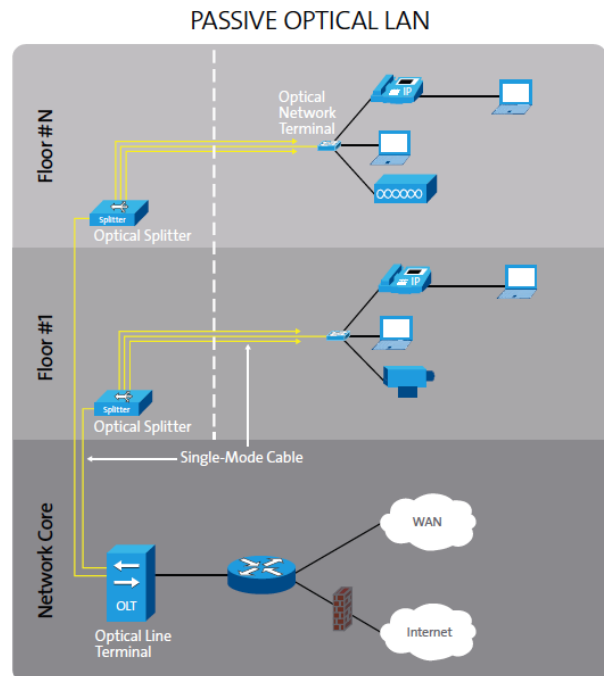 PASSIVE OPTICAL LAN
Floor #N
Optical
Network
Terminal
IP
Splitter
Optical Splitter
Floor #1
IP
Splitter
Optical Splitter
Single-Mode Cable
Network Core
WAN
OLT
Optical Line
Terminal
Internet